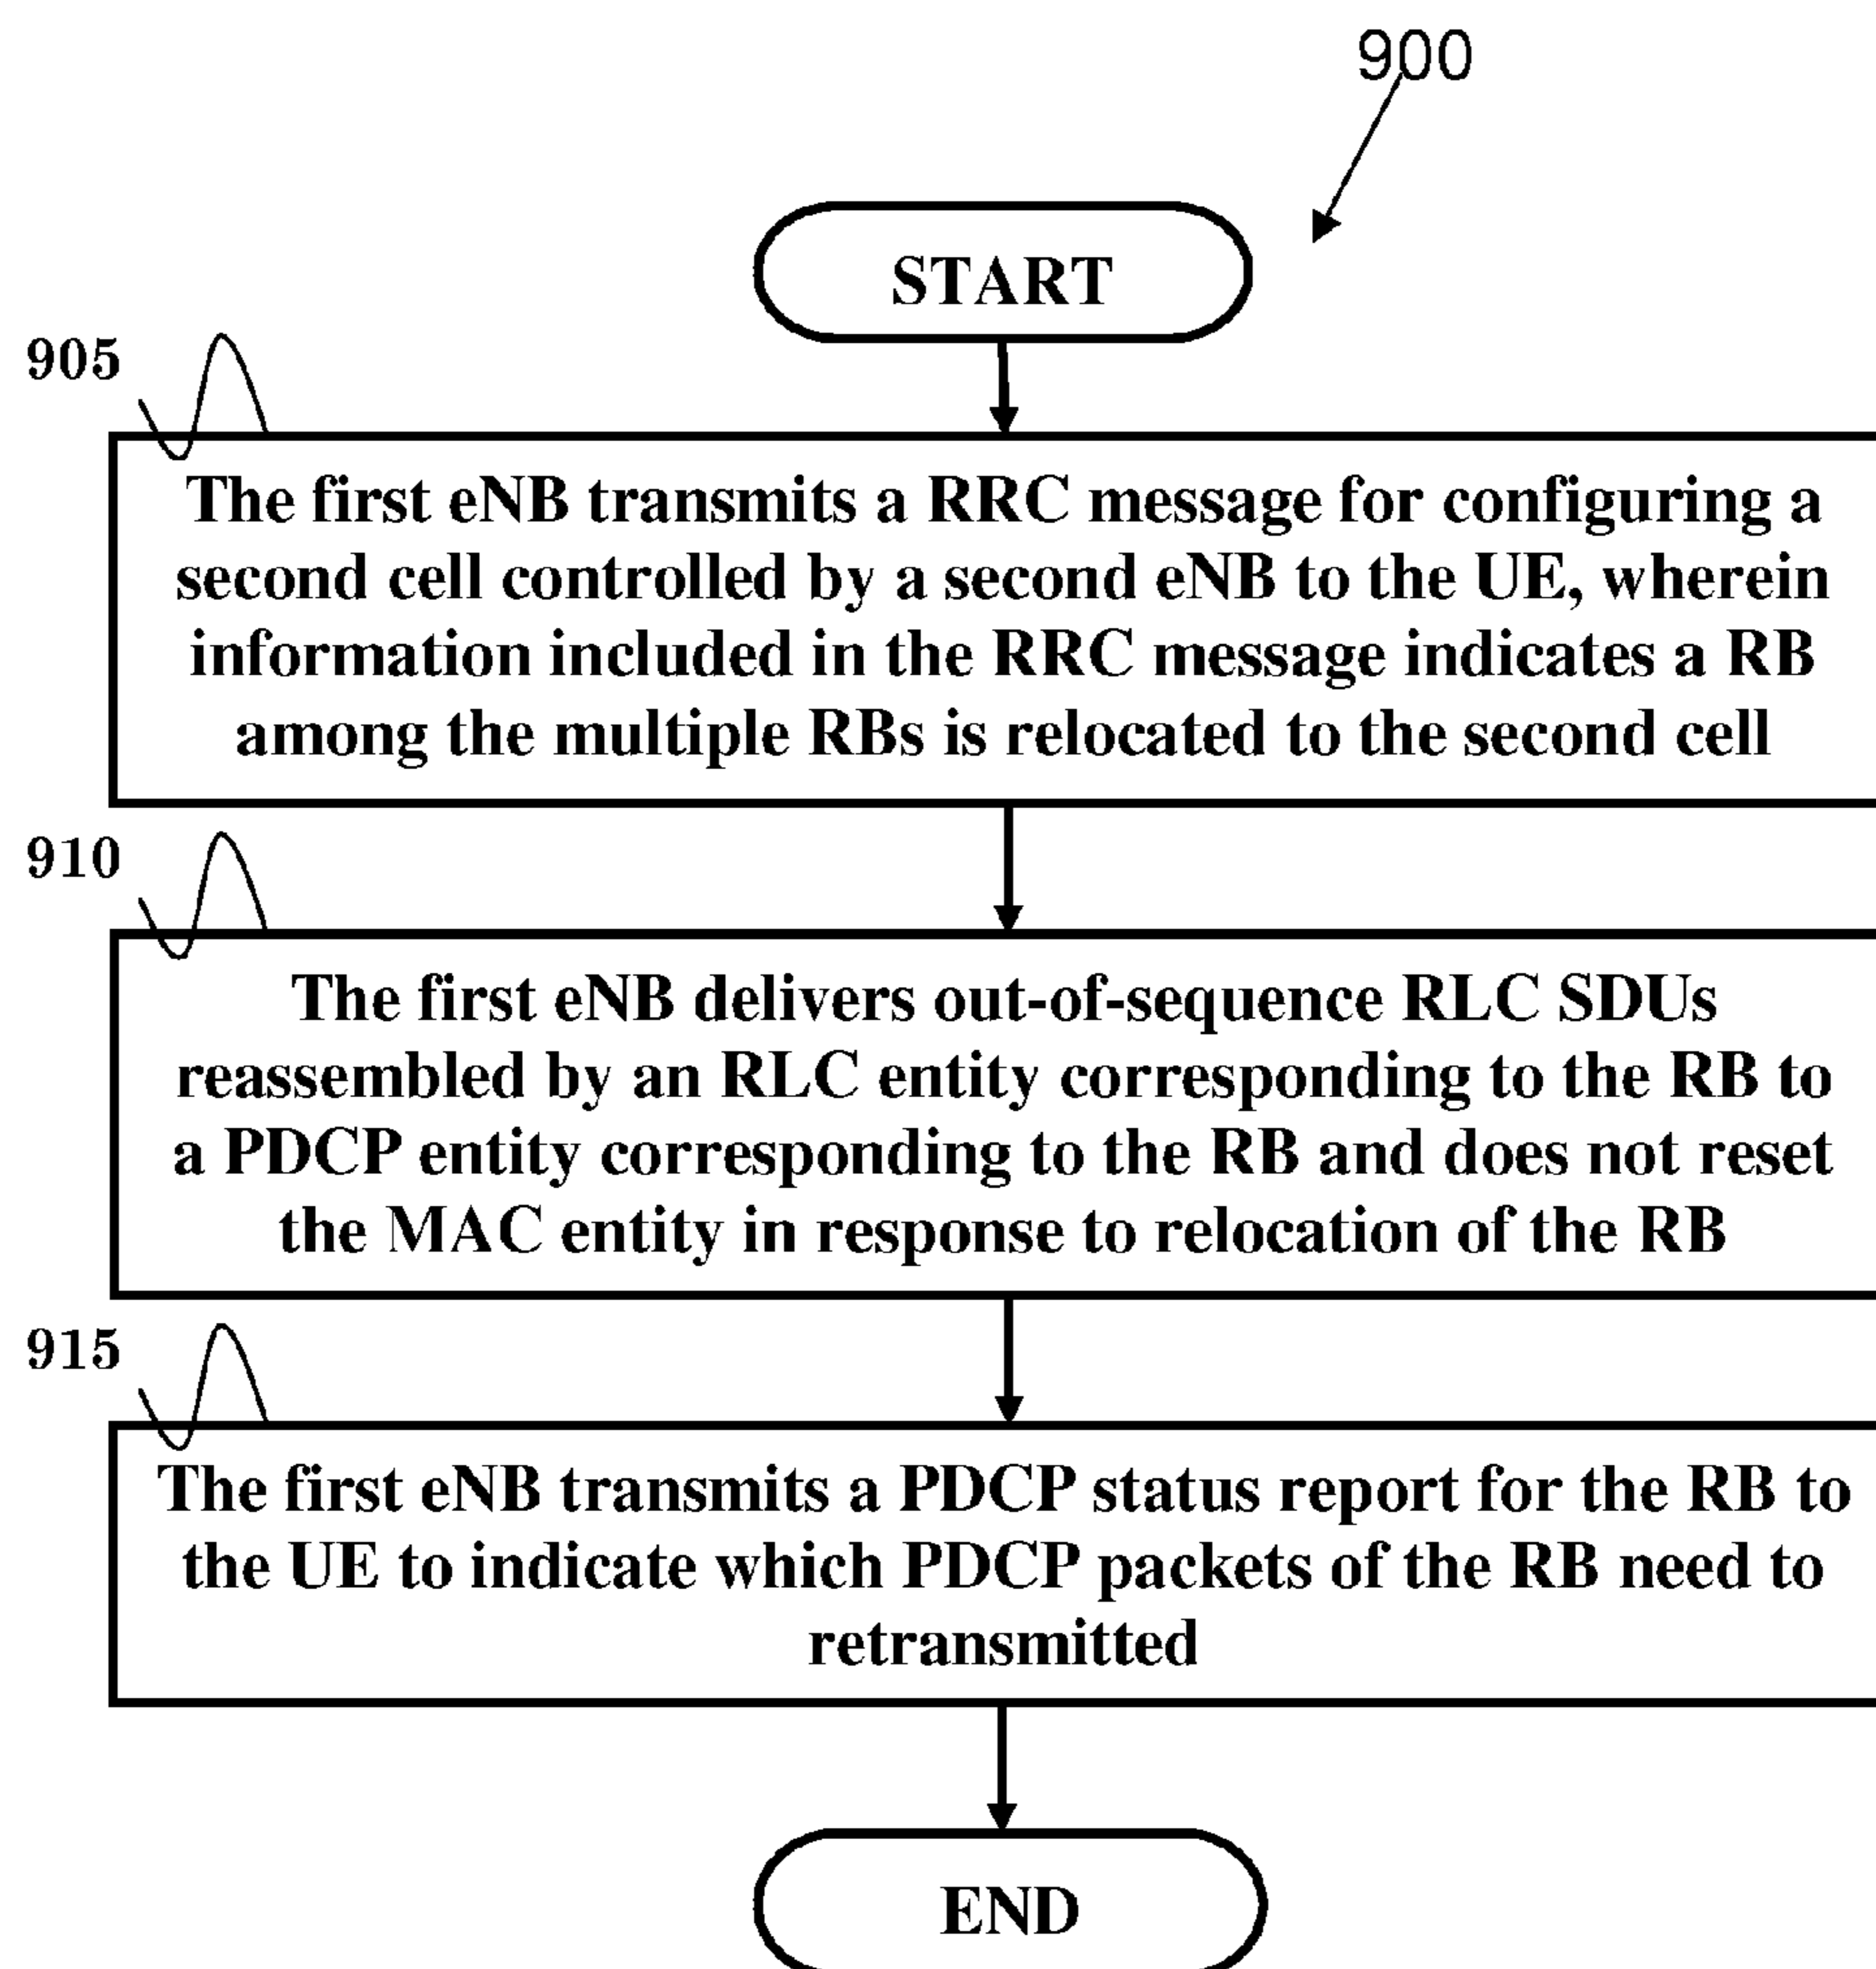 900
START
905
The first eNB transmits a RRC message for configuring a
second cell controlled by a second eNB to the UE, wherein
information included in the RRC message indicates a RB
among the multiple RBs is relocated to the second cell
910
The first eNB delivers out-of-sequence RLC SDUs
reassembled by an RLC entity corresponding to the RB to
a PDCP entity corresponding to the RB and does not reset
the MAC entity in response to relocation of the RB
915
The first eNB transmits a PDCP status report for the RB to
the UE to indicate which PDCP packets of the RB need to
retransmitted
END